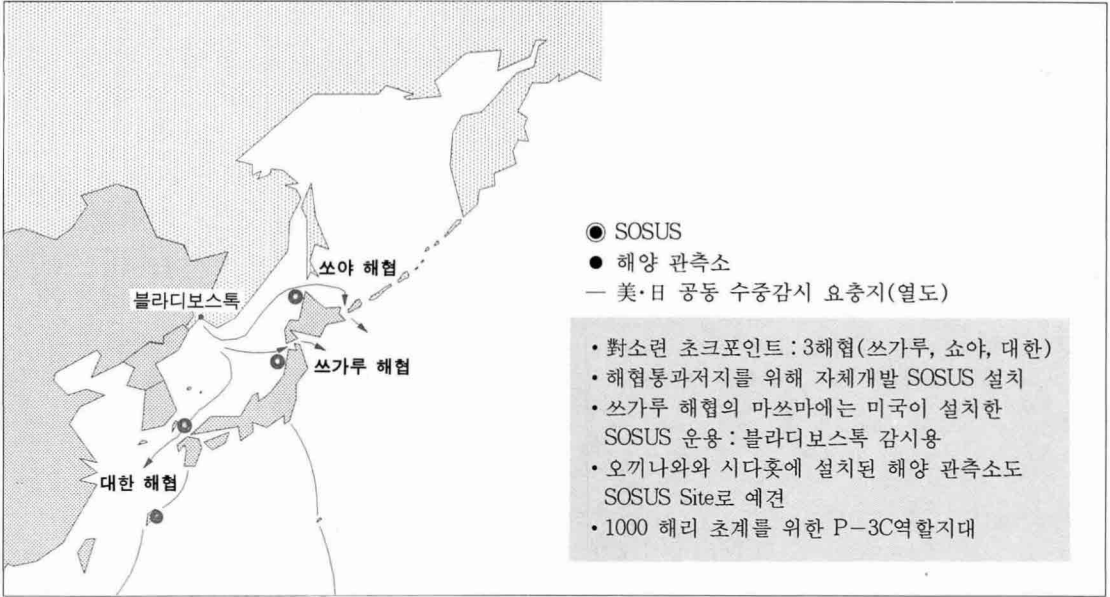 쏘야 해협
블라디보스톡
쓰가루 해협
대한 해협
SOSUS
해양 관측소
— 美·日 공동 수중감시 요충지(열도)
• 對소련 초크포인트 : 3해협(쓰가루, 쇼야, 대한)
• 해협통과저지를 위해 자체개발 SOSUS 설치
• 쓰가루 해협의 마쓰마에는 미국이 설치한
SOSUS 운용 : 블라디보스톡 감시용
• 오끼나와와 시다홋에 설치된 해양 관측소도
SOSUS Site로 예견
• 1000 해리 초계를 위한 P-3C역할지대